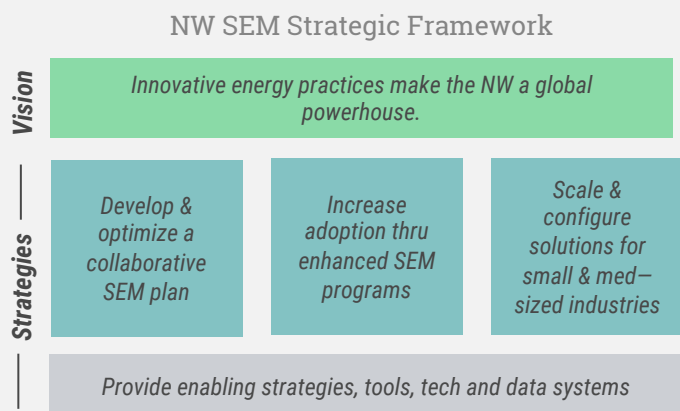 NW SEM Strategic Framework
Vision
Innovative energy practices make the NW a global
powerhouse.
Strategies
Develop &
optimize a
collaborative
SEM plan
Increase
adoption thru
enhanced SEM
programs
Scale &
configure
solutions for
small & med—
sized industries
Provide enabling strategies, tools, tech and data systems